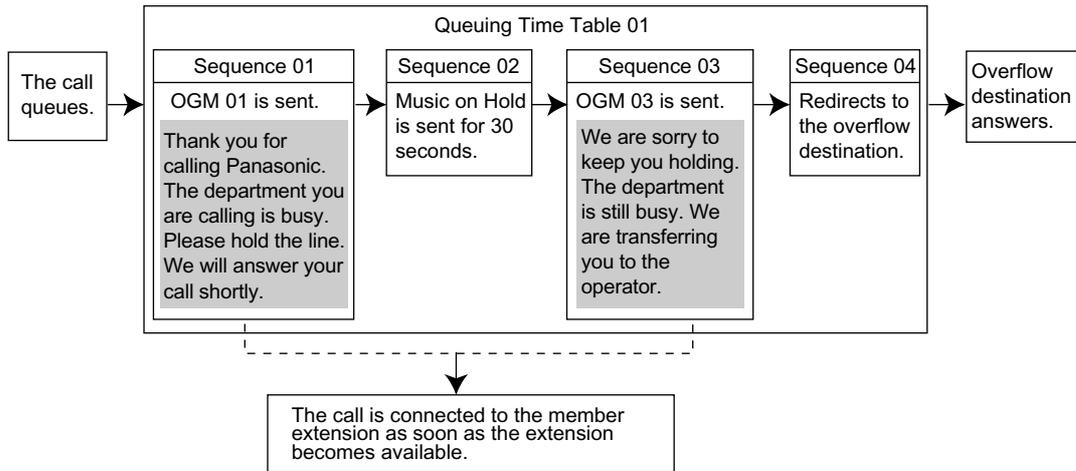 Queuing Time Table 01
The call
queues.
Sequence 01
OGM 01 is sent.
Thank you for
calling Panasonic.
The department you
are calling is busy.
Please hold the line.
We will answer your
call shortly.
Sequence 02
Music on Hold
is sent for 30
seconds.
Sequence 03
OGM 03 is sent.
We are sorry to
keep you holding.
The department
is still busy. We
are transferring
you to the
operator.
Sequence 04
Redirects to
the overflow
destination.
Overflow
destination
answers.
The call is connected to the member
extension as soon as the extension
becomes available.